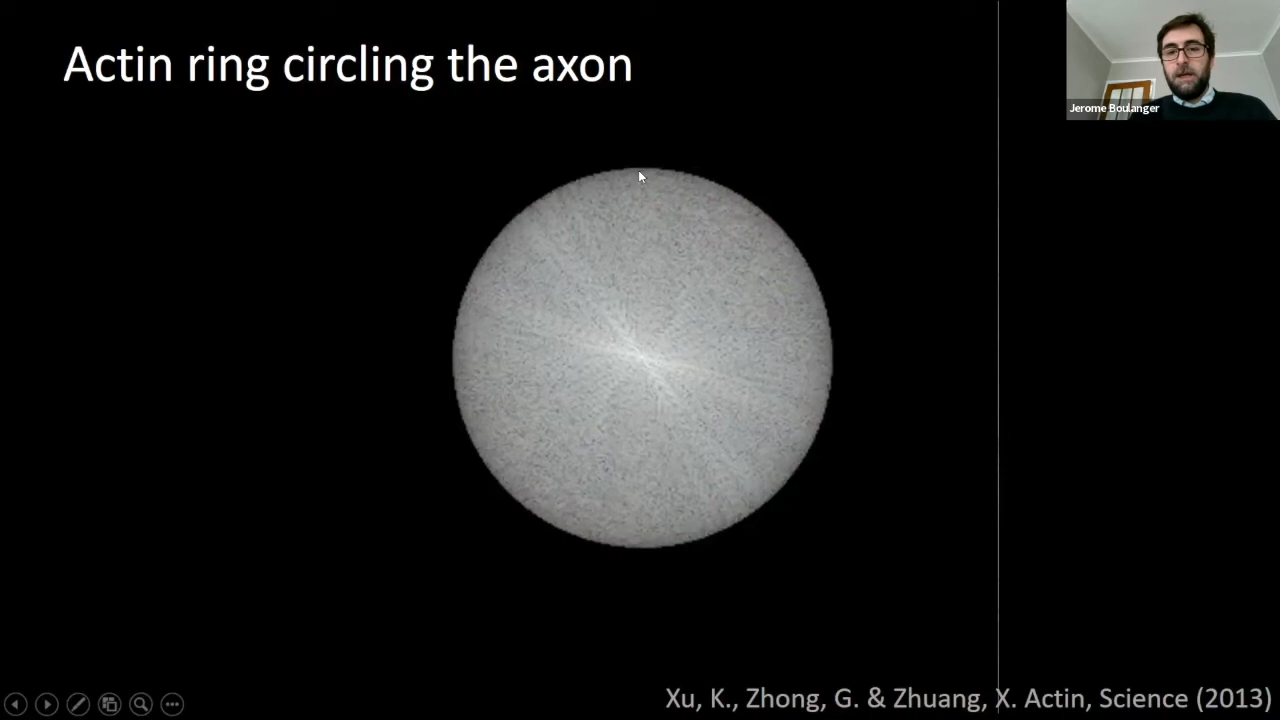 Actin ring circling the axon
Jerome Boulanger
Xu, K., Zhong, G. & Zhuang, X. Actin, Science (2013)